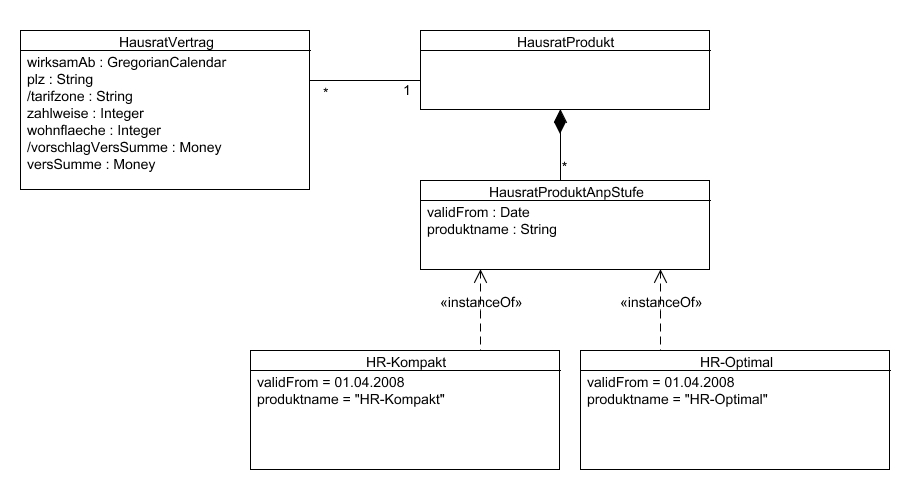 HausratVertrag
wirksamAb : GregorianCalendar
plz : String
/tarifzone : String
zahlweise : Integer
wohnflaeche : Integer
/vorschlagVersSumme : Money
versSumme : Money
* 1
HausratProdukt
*
HausratProduktAnpStufe
validFrom : Date
produktname : String
«instanceOf» «instanceOf»
HR-Kompakt
validFrom = 01.04.2008
produktname = "HR-Kompakt"
HR-Optimal
validFrom = 01.04.2008
produktname = "HR-Optimal"